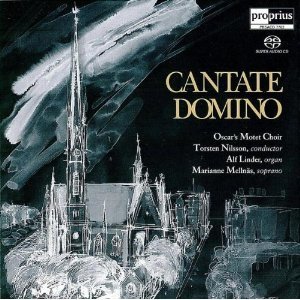 proprius
SUPER AUDIO CD
CANTATE
DOMINO
Oscar's Motet Choir
Torsten Nilsson, conductor
Alf Linder, organ
Marianne Mellnäs, soprano